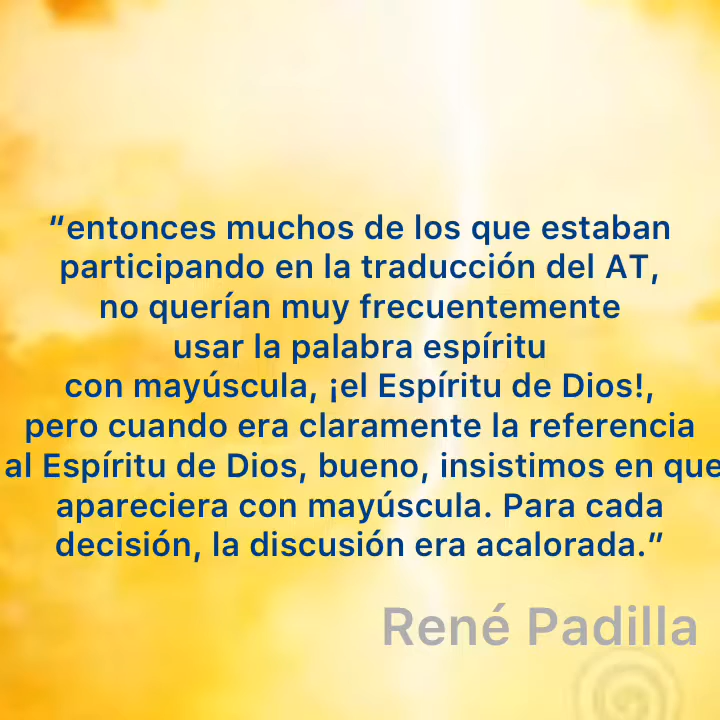 “entonces muchos de los que estaban
participando en la traducción del AT,
no querían muy frecuentemente
usar la palabra espíritu
con mayúscula, ¡el Espíritu de Dios!,
pero cuando era claramente la referencia
al Espíritu de Dios, bueno, insistimos en que
apareciera con mayúscula. Para cada
decisión, la discusión era acalorada.”
René Padilla